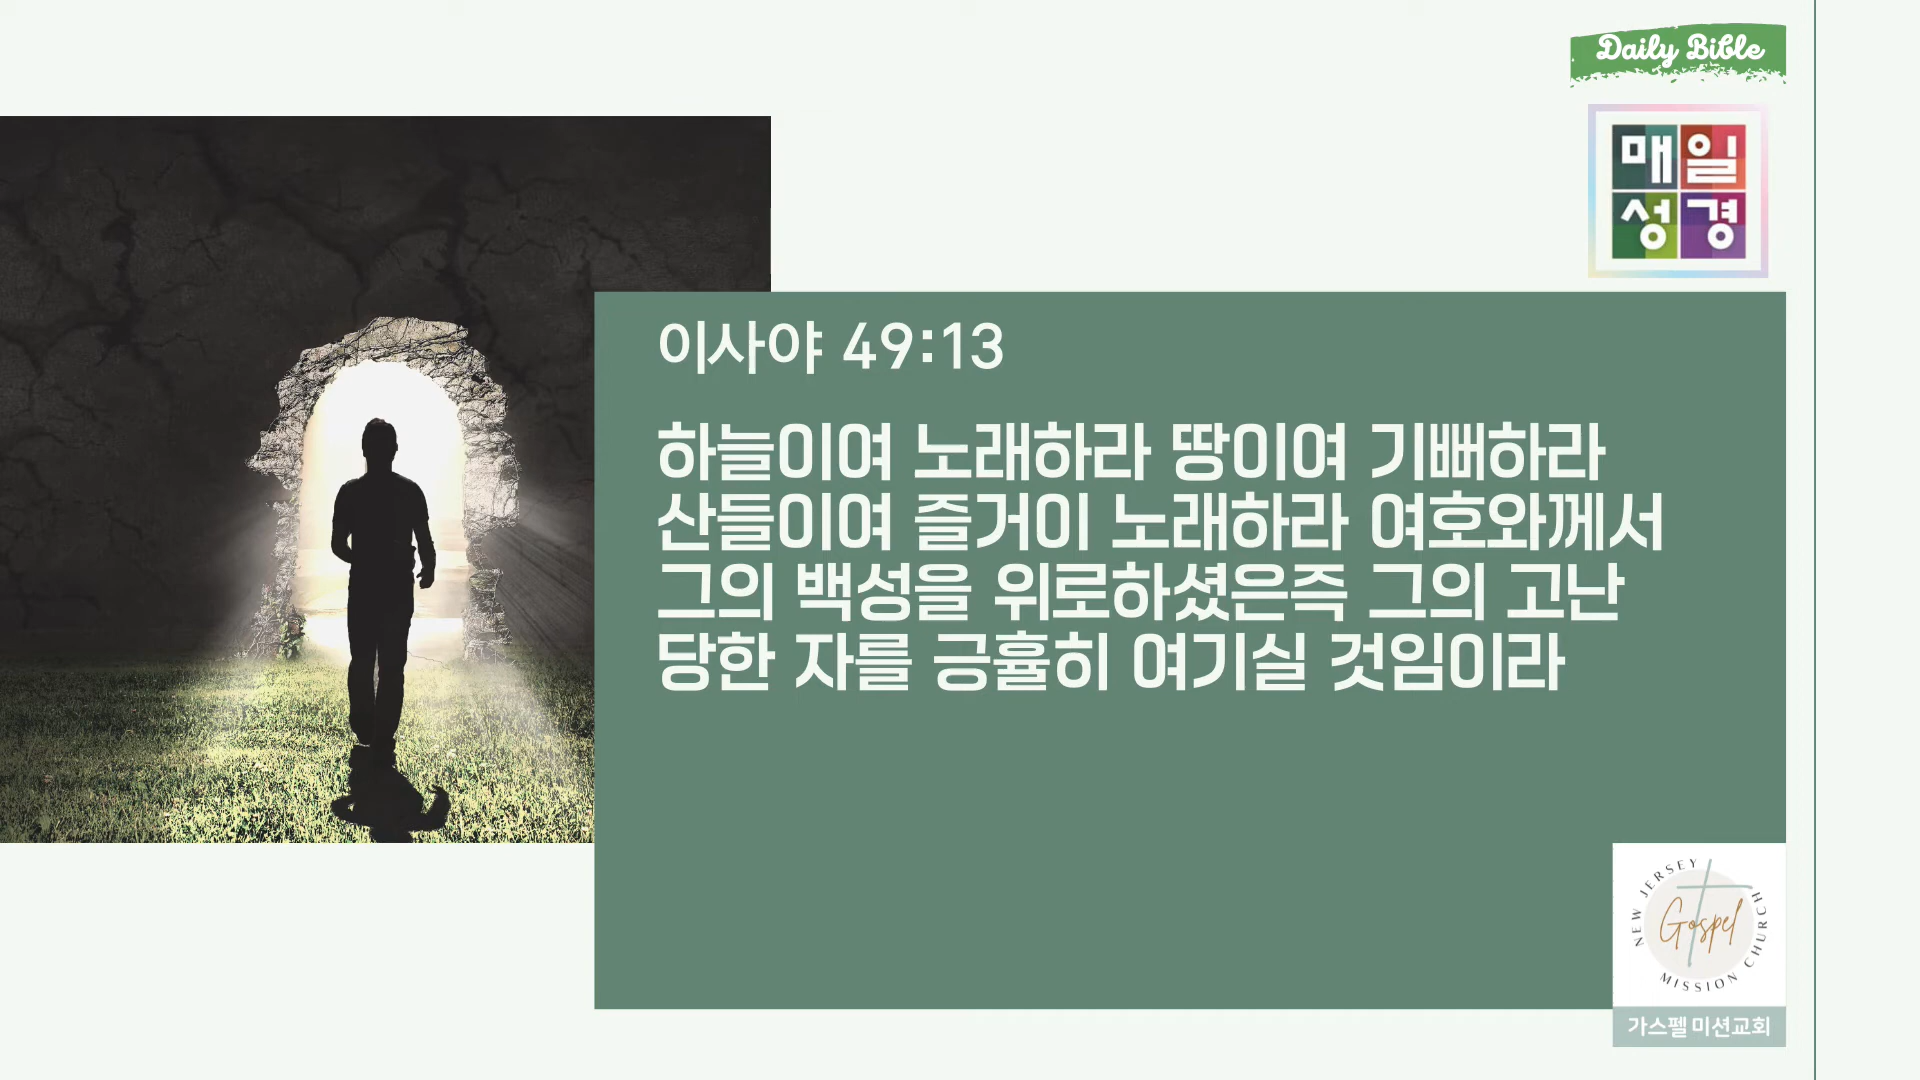 Daily Bible
매일
성경
이사야 49:13
하늘이여 노래하라 땅이여 기뻐하라
산들이여 즐거이 노래하라 여호와께서
그의 백성을 위로하셨은즉 그의 고난
당한 자를 긍휼히 여기실 것임이라
NEW JERSEY
Gospel
MISSION CHURCH
가스펠 미션교회